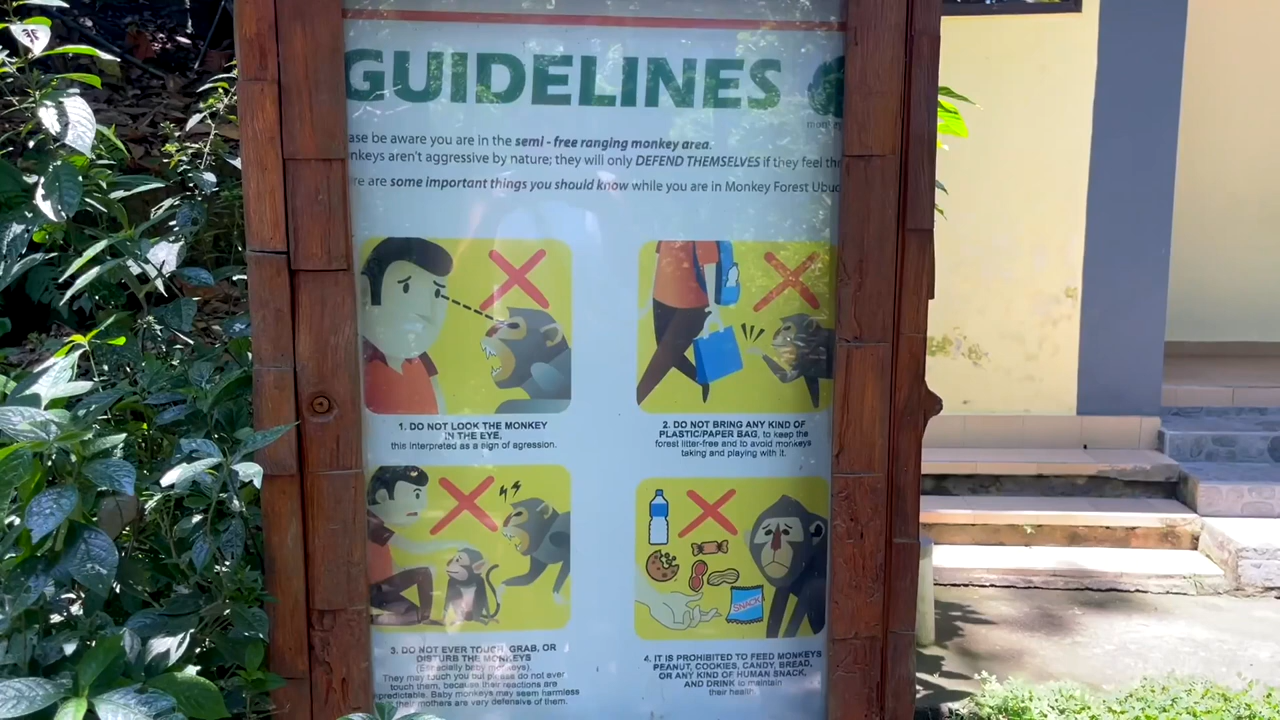 GUIDELINES
ase be aware you are in the semi - free ranging monkey area.
nkeys aren't aggressive by nature; they will only DEFEND THEMSELVES if they feel thr
re are some important things you should know while you are in Monkey Forest Ubud
1. DO NOT LOOK THE MONKEY
IN THE EYE,
this interpreted as a sign of agression.
2. DO NOT BRING ANY KIND OF
PLASTIC/PAPER BAG, to keep the
forest litter-free and to avoid monkeys
taking and playing with it.
SNACK
3. DO NOT EVER TOUCH, GRAB, OR
DISTURB THE MONKEYS
(Especially baby monkeys).
They may touch you but please do not ever
touch them, because their reactions are
predictable. Baby monkeys may seem harmless
their mothers are very defensive of them.
4. IT IS PROHIBITED TO FEED MONKEYS
PEANUT, COOKIES, CANDY, BREAD,
OR ANY KIND OF HUMAN SNACK,
AND DRINK to maintain
their health.